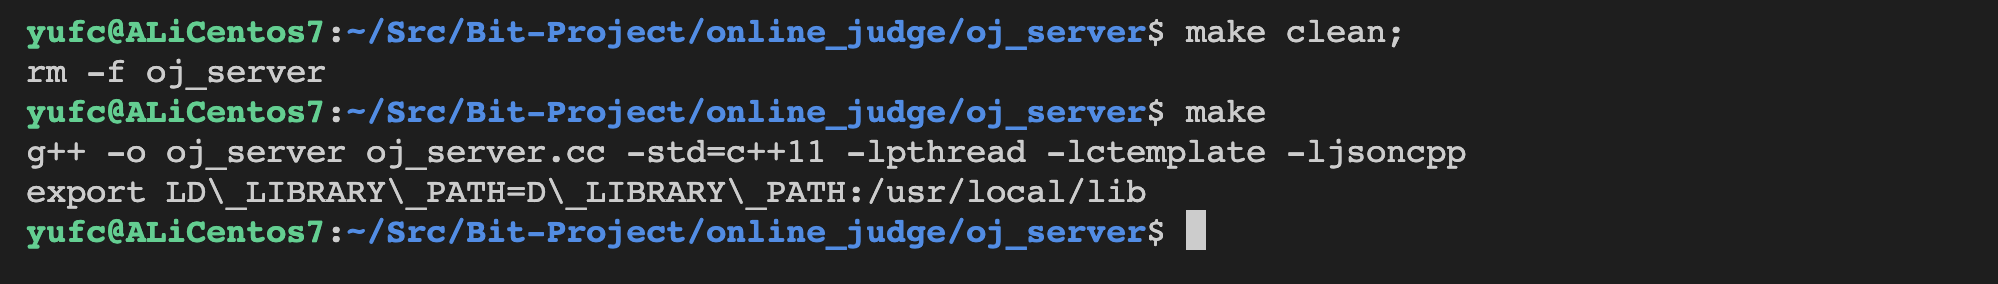 yufc@ALiCentos7:~/Src/Bit-Project/online_judge/oj_server$ make clean;
rm -f oj_server
yufc@ALiCentos7:~/Src/Bit-Project/online_judge/oj_server$ make
g++ -o oj_server oj_server.cc -std=c++11 -lpthread -lctemplate -ljsoncpp
export LD\_LIBRARY\_PATH=D\_LIBRARY\_PATH:/usr/local/lib
yufc@ALiCentos7:~/Src/Bit-Project/online_judge/oj_server$